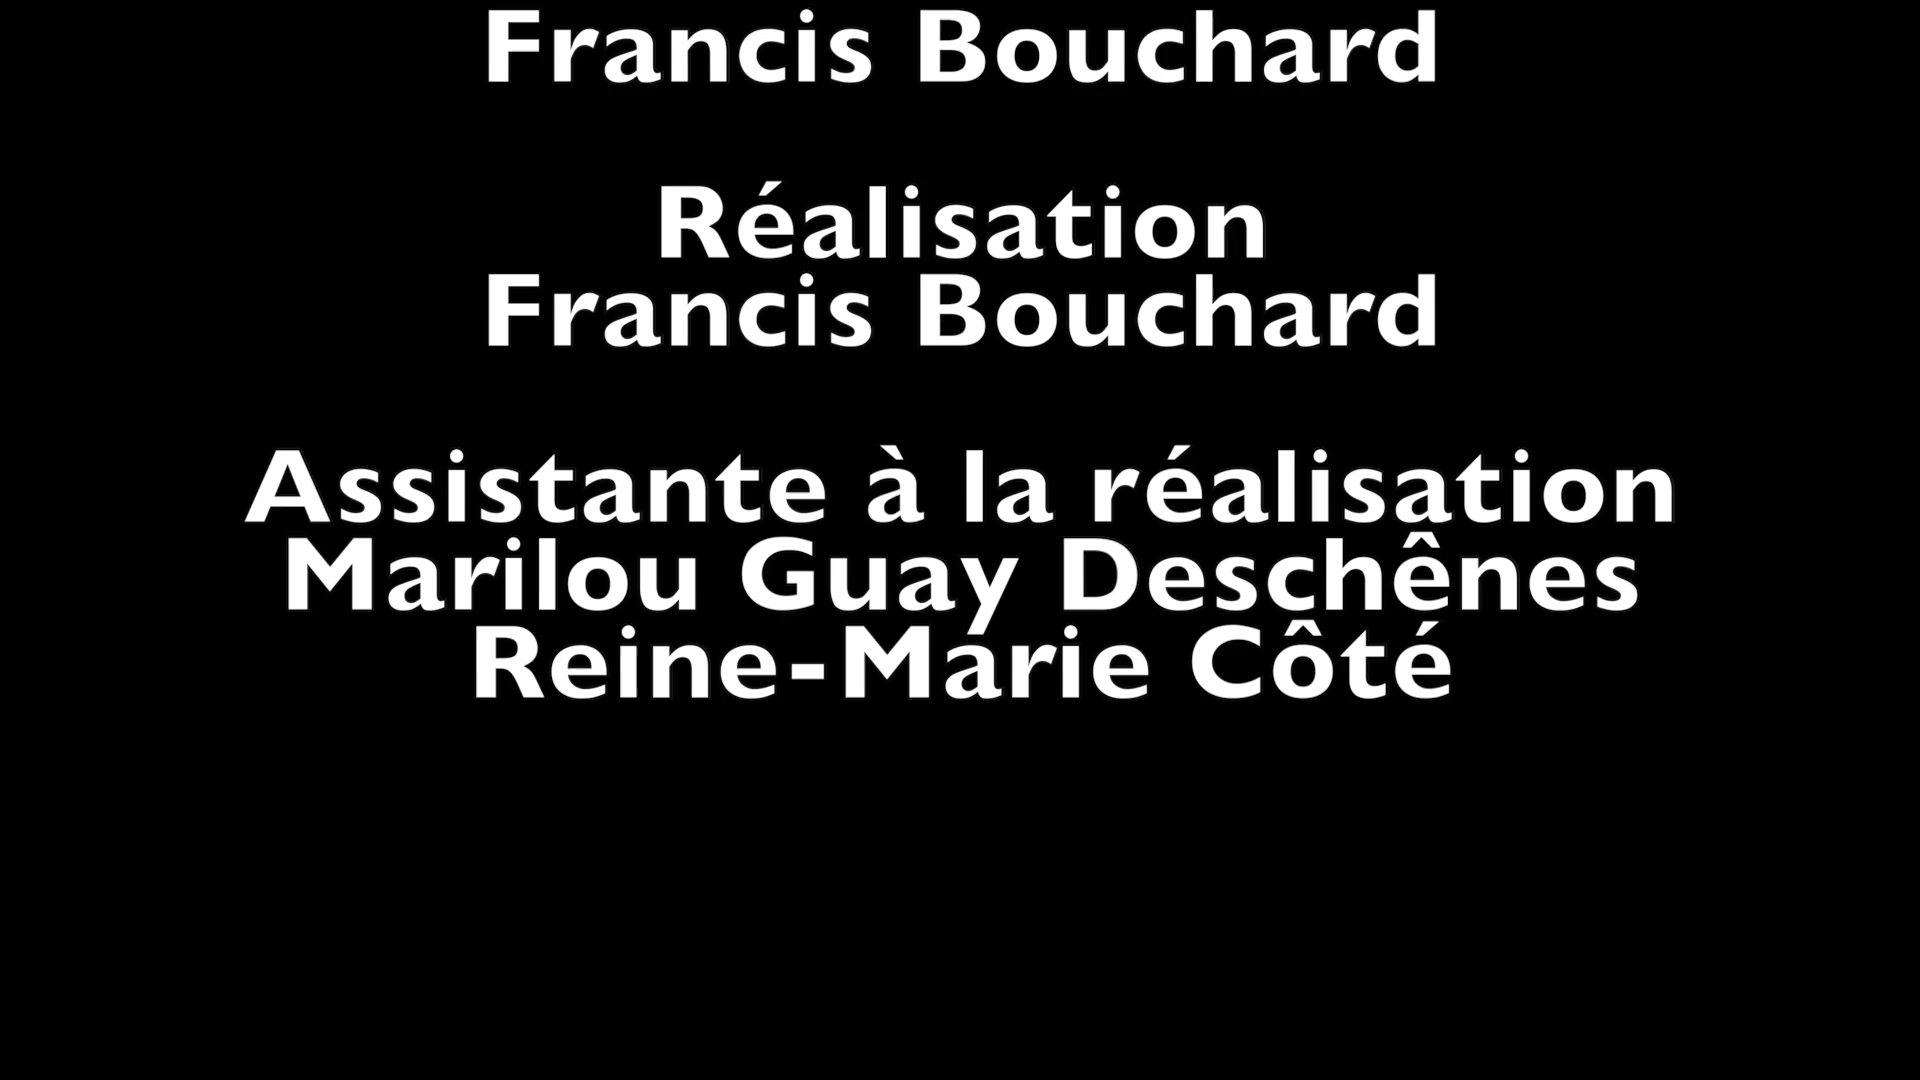 Francis Bouchard
Réalisation
Francis Bouchard
Assistante à la réalisation
Marilou Guay Deschênes
Reine-Marie Côté